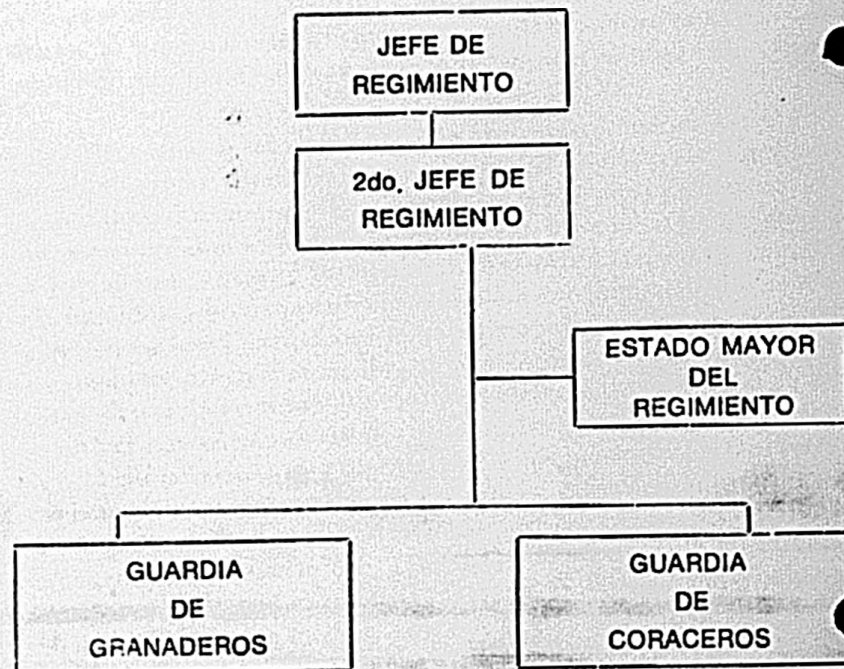 JEFE DE
REGIMIENTO
2do. JEFE DE
REGIMIENTO
ESTADO MAYOR
DEL
REGIMIENTO
GUARDIA
DE
GRANADEROS
GUARDIA
DE
CORACEROS